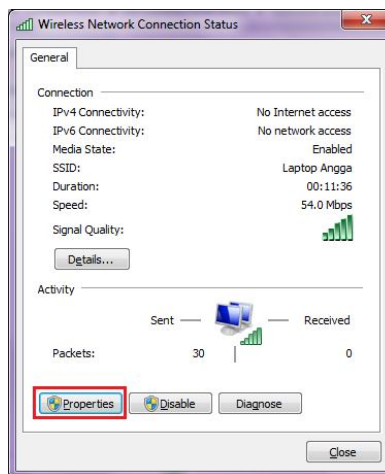 Wireless Network Connection Status
General
Connection
IPv4 Connectivity: No Internet access
IPv6 Connectivity: No network access
Media State: Enabled
SSID: Laptop Angga
Duration: 00:11:36
Speed: 54.0 Mbps
Signal Quality:
Details...
Activity
Sent Received
Packets: 30 0
Properties Disable Diagnose
Close